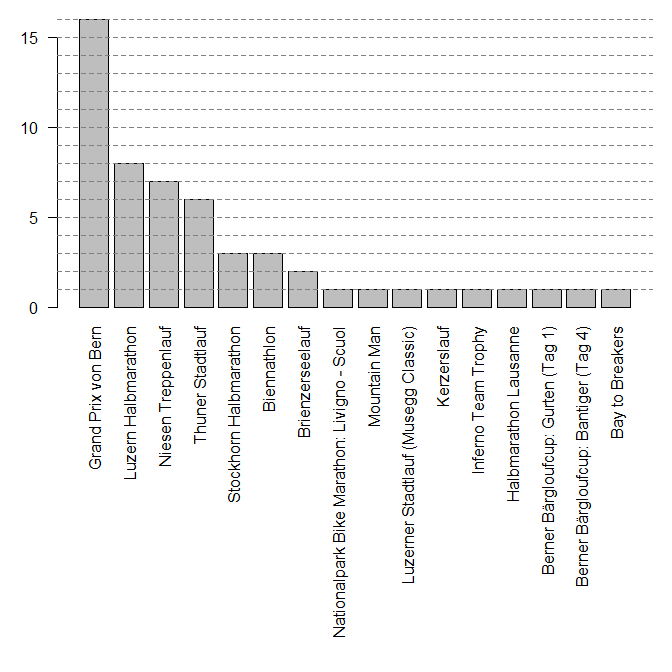 15
10
5
0
Grand Prix von Bern
Luzern Halbmarathon
Niesen Treppenlauf
Thuner Stadtlauf
Stockhorn Halbmarathon
Biennathlon
Brienzerseelauf
Nationalpark Bike Marathon: Livigno - Scuol
Mountain Man
Luzerner Stadtlauf (Musegg Classic)
Kerzerslauf
Inferno Team Trophy
Halbmarathon Lausanne
Berner Bärgloufcup: Gurten (Tag 1)
Berner Bärgloufcup: Bantiger (Tag 4)
Bay to Breakers